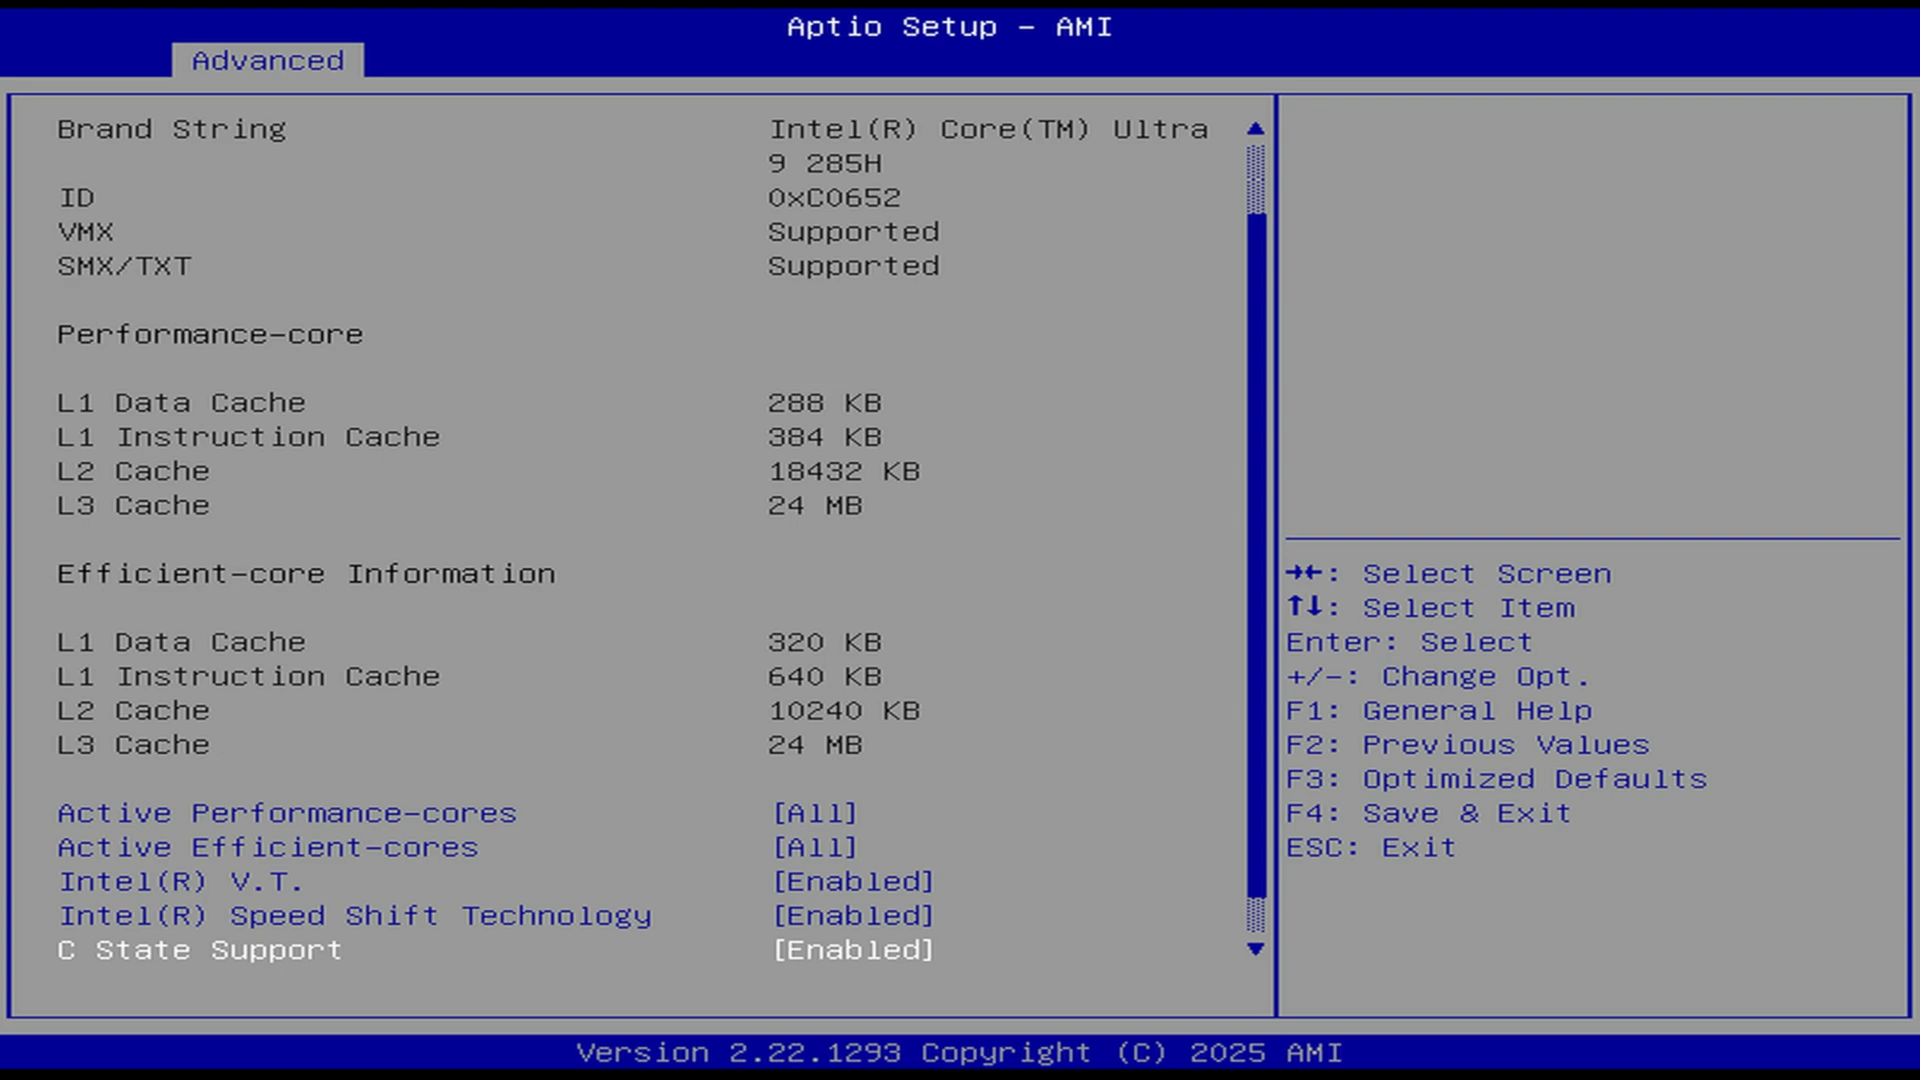 Aptio Setup - AMI
Advanced
Brand String Intel(R) Core(TM) Ultra
9 285H
ID 0xC0652
VMX Supported
SMX/TXT Supported
Performance-core
L1 Data Cache 288 KB
L1 Instruction Cache 384 KB
L2 Cache 18432 KB
L3 Cache 24 MB
Efficient-core Information
L1 Data Cache 320 KB
L1 Instruction Cache 640 KB
L2 Cache 10240 KB
L3 Cache 24 MB
Active Performance-cores [All]
Active Efficient-cores [All]
Intel(R) V.T. [Enabled]
Intel(R) Speed Shift Technology [Enabled]
C State Support [Enabled]
→←: Select Screen
↑↓: Select Item
Enter: Select
+/-: Change Opt.
F1: General Help
F2: Previous Values
F3: Optimized Defaults
F4: Save & Exit
ESC: Exit
Version 2.22.1293 Copyright (C) 2025 AMI